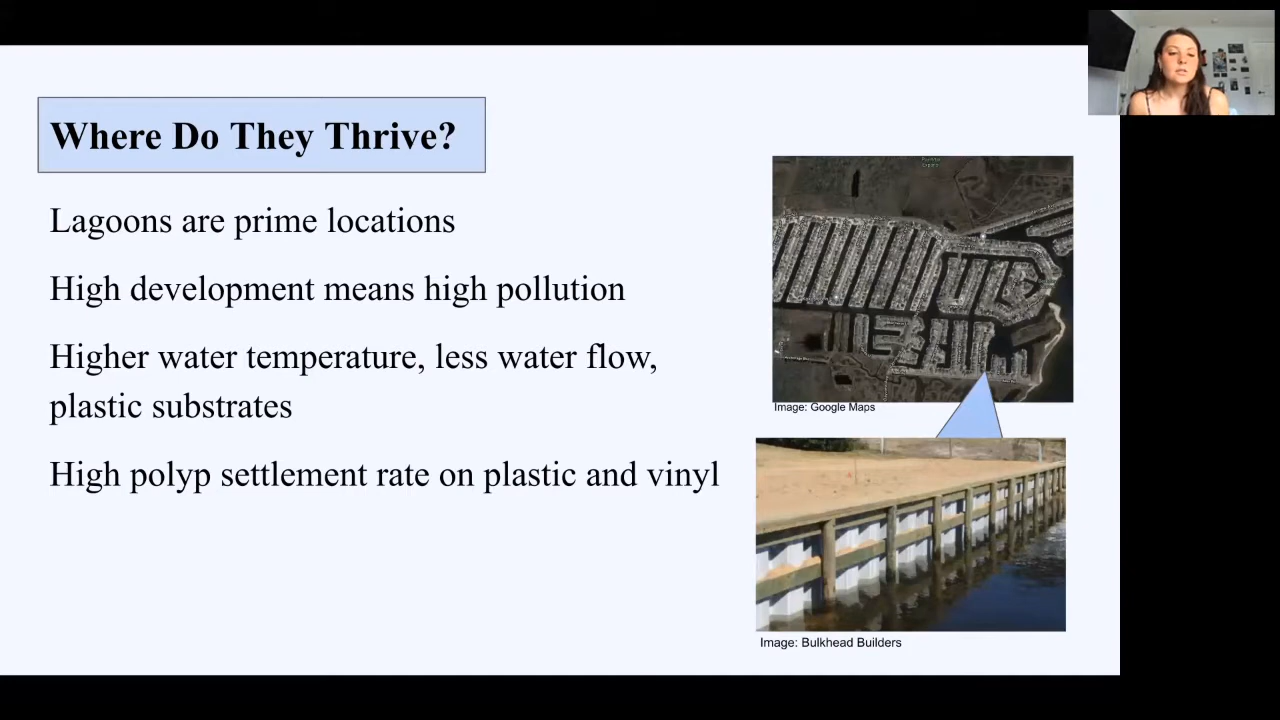 Where Do They Thrive?
Lagoons are prime locations
High development means high pollution
Higher water temperature, less water flow,
plastic substrates
High polyp settlement rate on plastic and vinyl
Image: Google Maps
Image: Bulkhead Builders